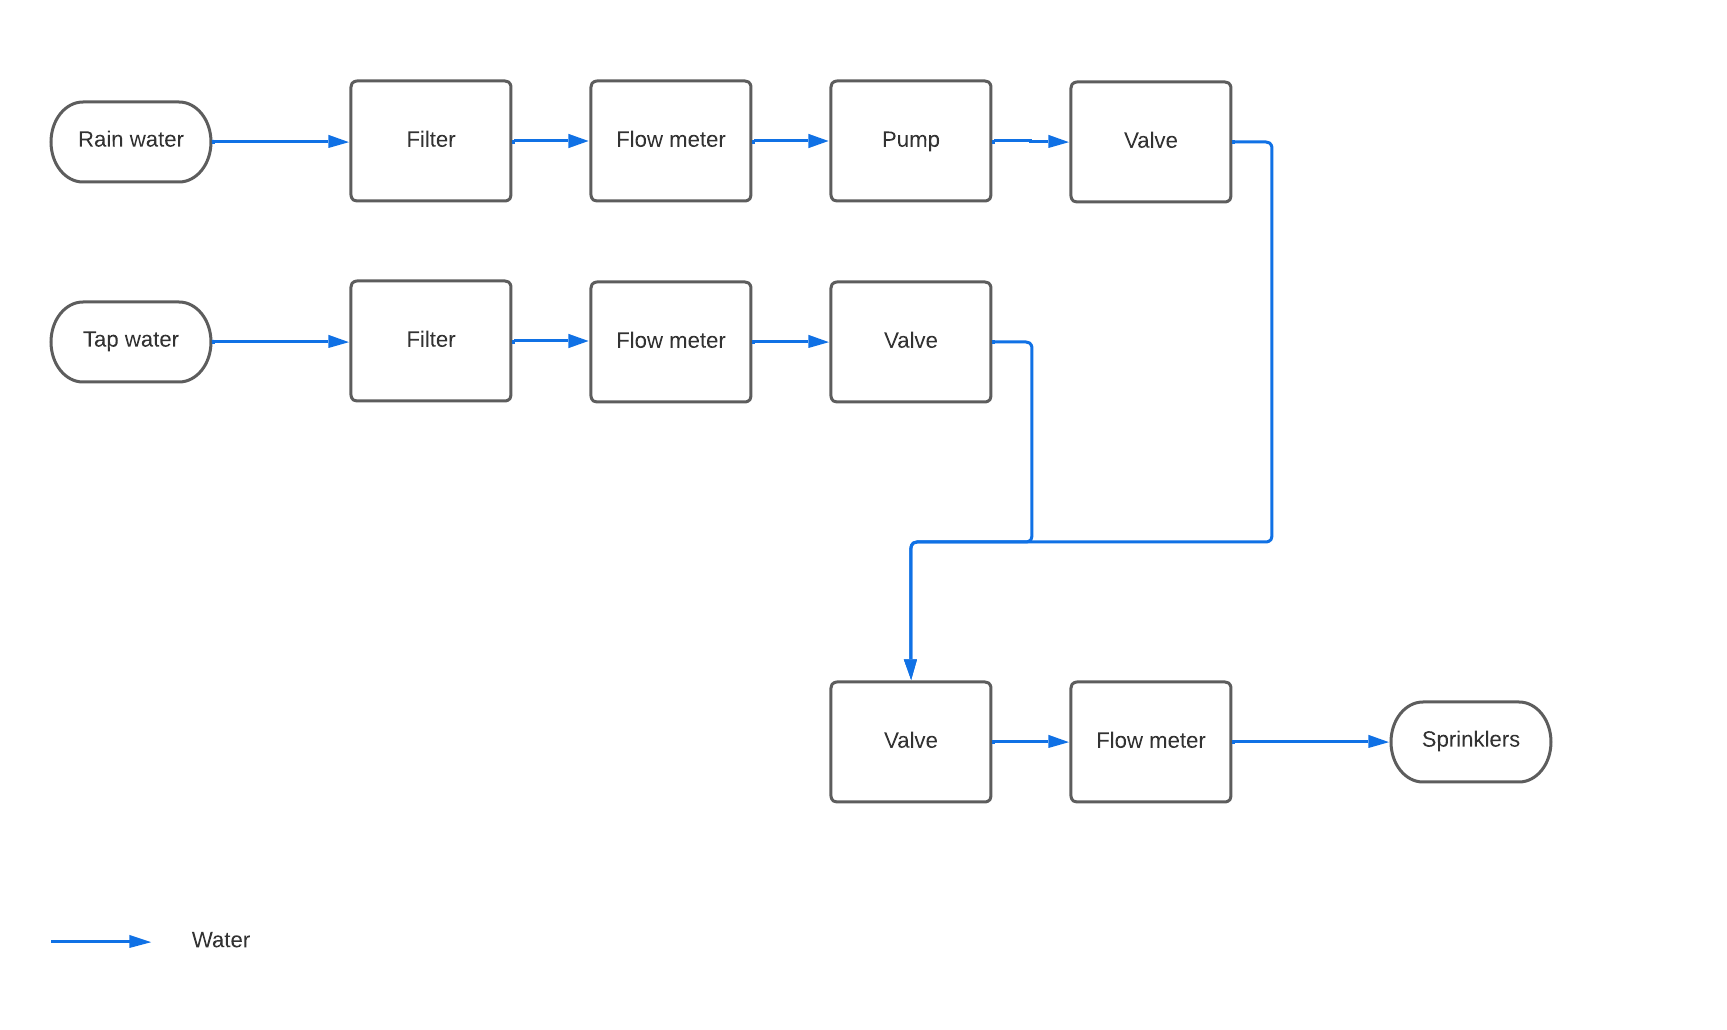 Rain water
Filter
Flow meter
Pump
Valve
Tap water
Filter
Flow meter
Valve
Valve
Flow meter
Sprinklers
Water